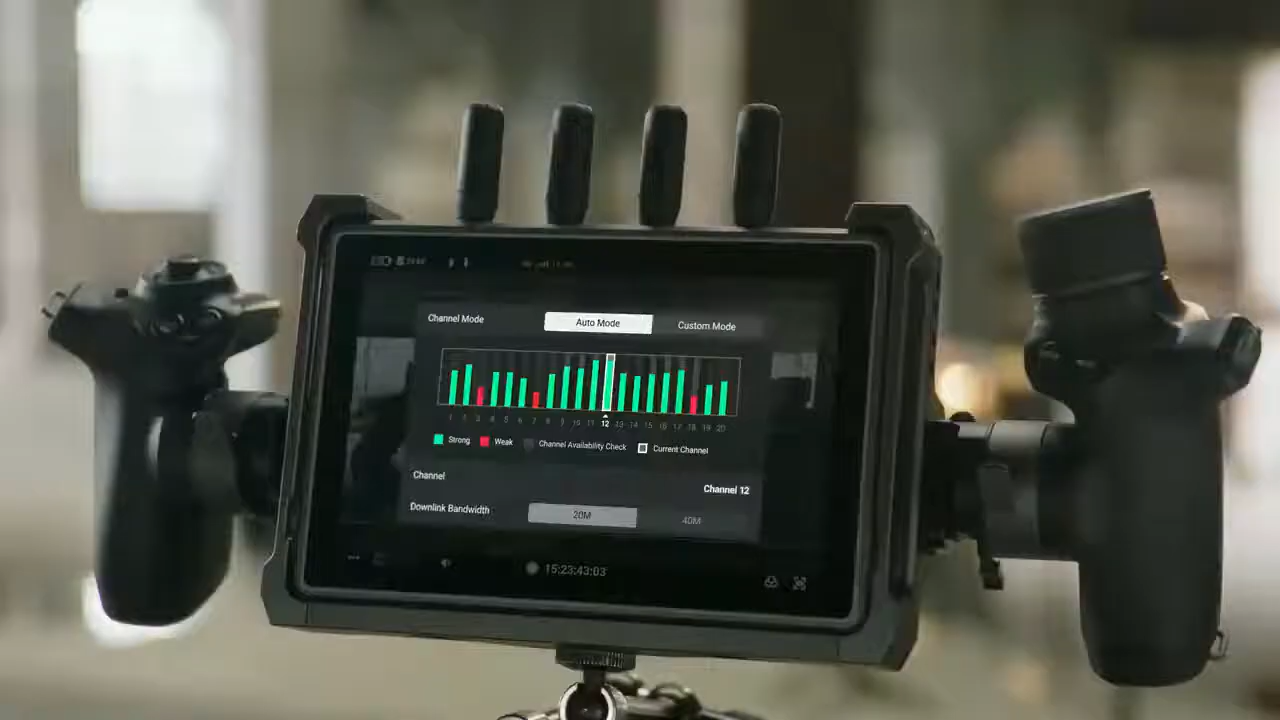 Channel Mode Auto Mode Custom Mode
1 2 3 4 5 6 7 8 9 10 11 12 13 14 15 16 17 18 19 20
Strong Weak Channel Availability Check Current Channel
Channel Channel 12
Downlink Bandwidth 20M 40M
15:23:43:03